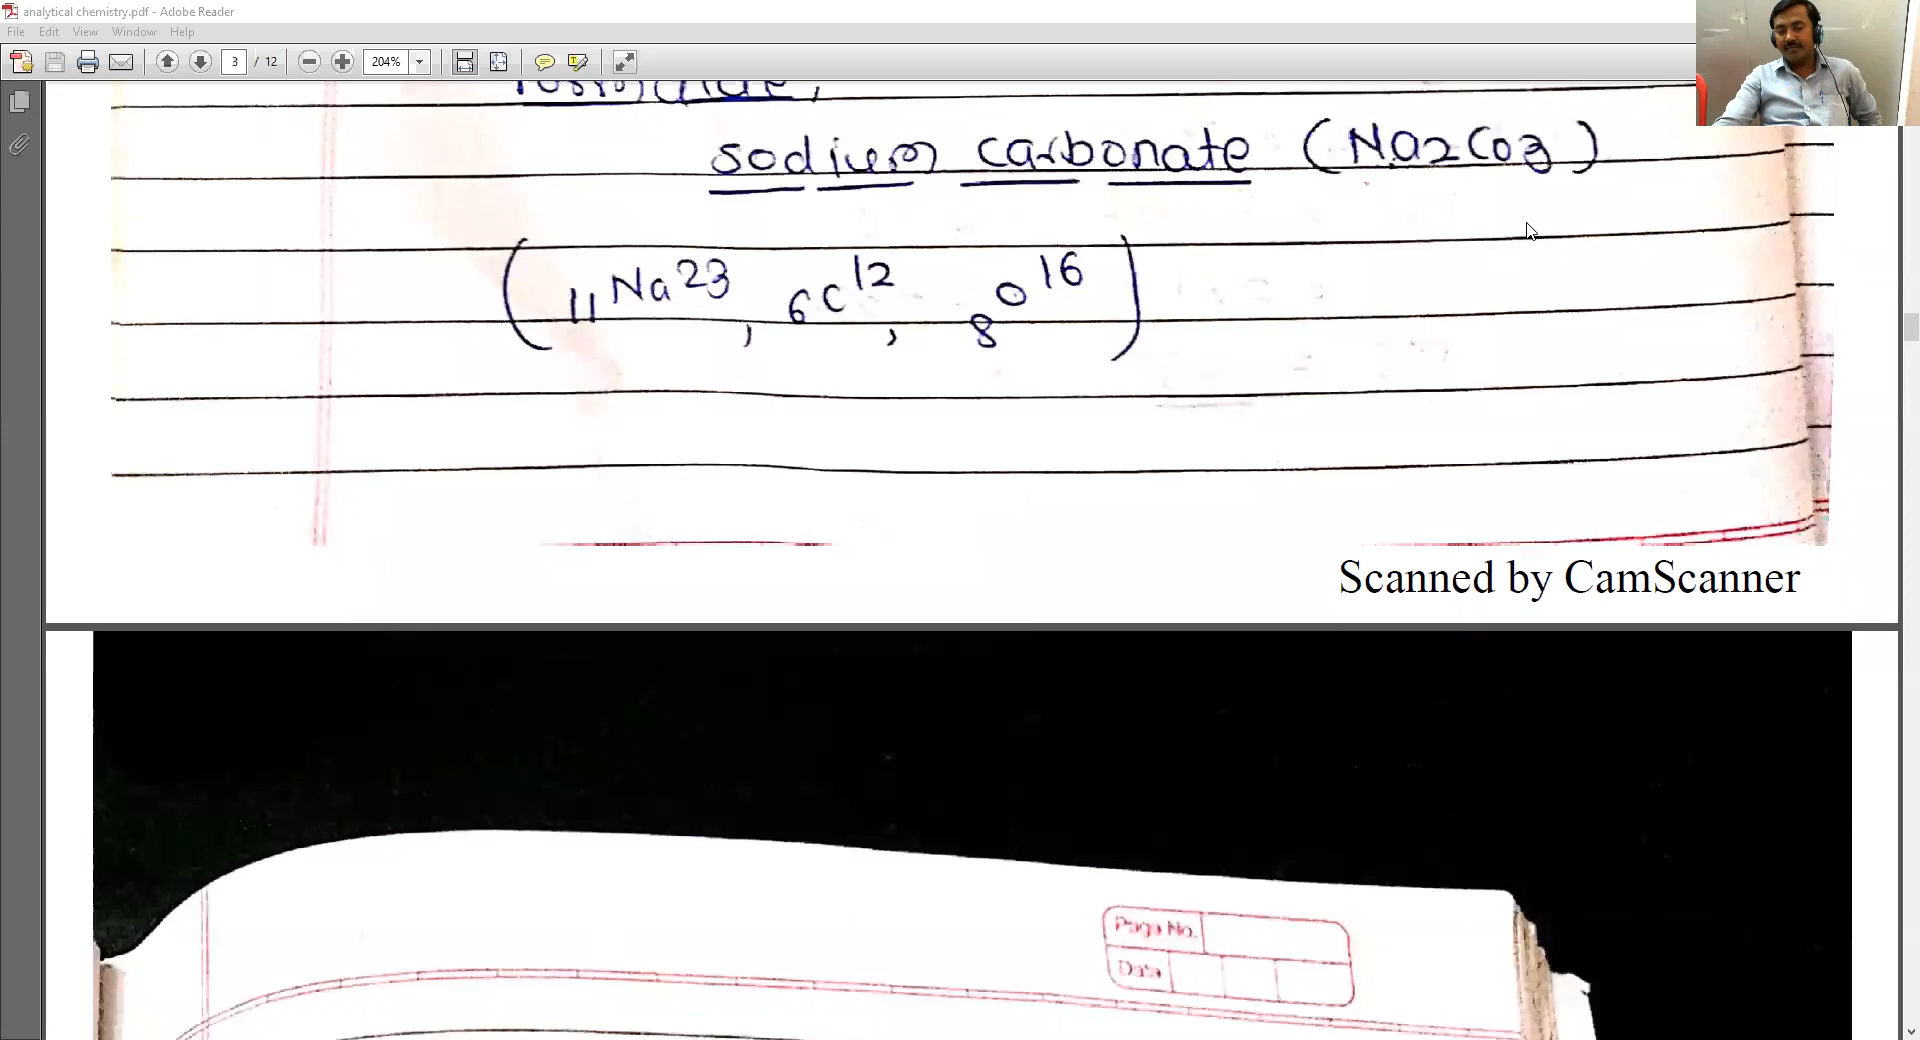 analytical chemistry.pdf - Adobe Reader
File Edit View Window Help
3 / 12 204%
sodium carbonate (Na2CO3)
(11Na23, 6C12, 8O16)
Scanned by CamScanner
Page No.
Date